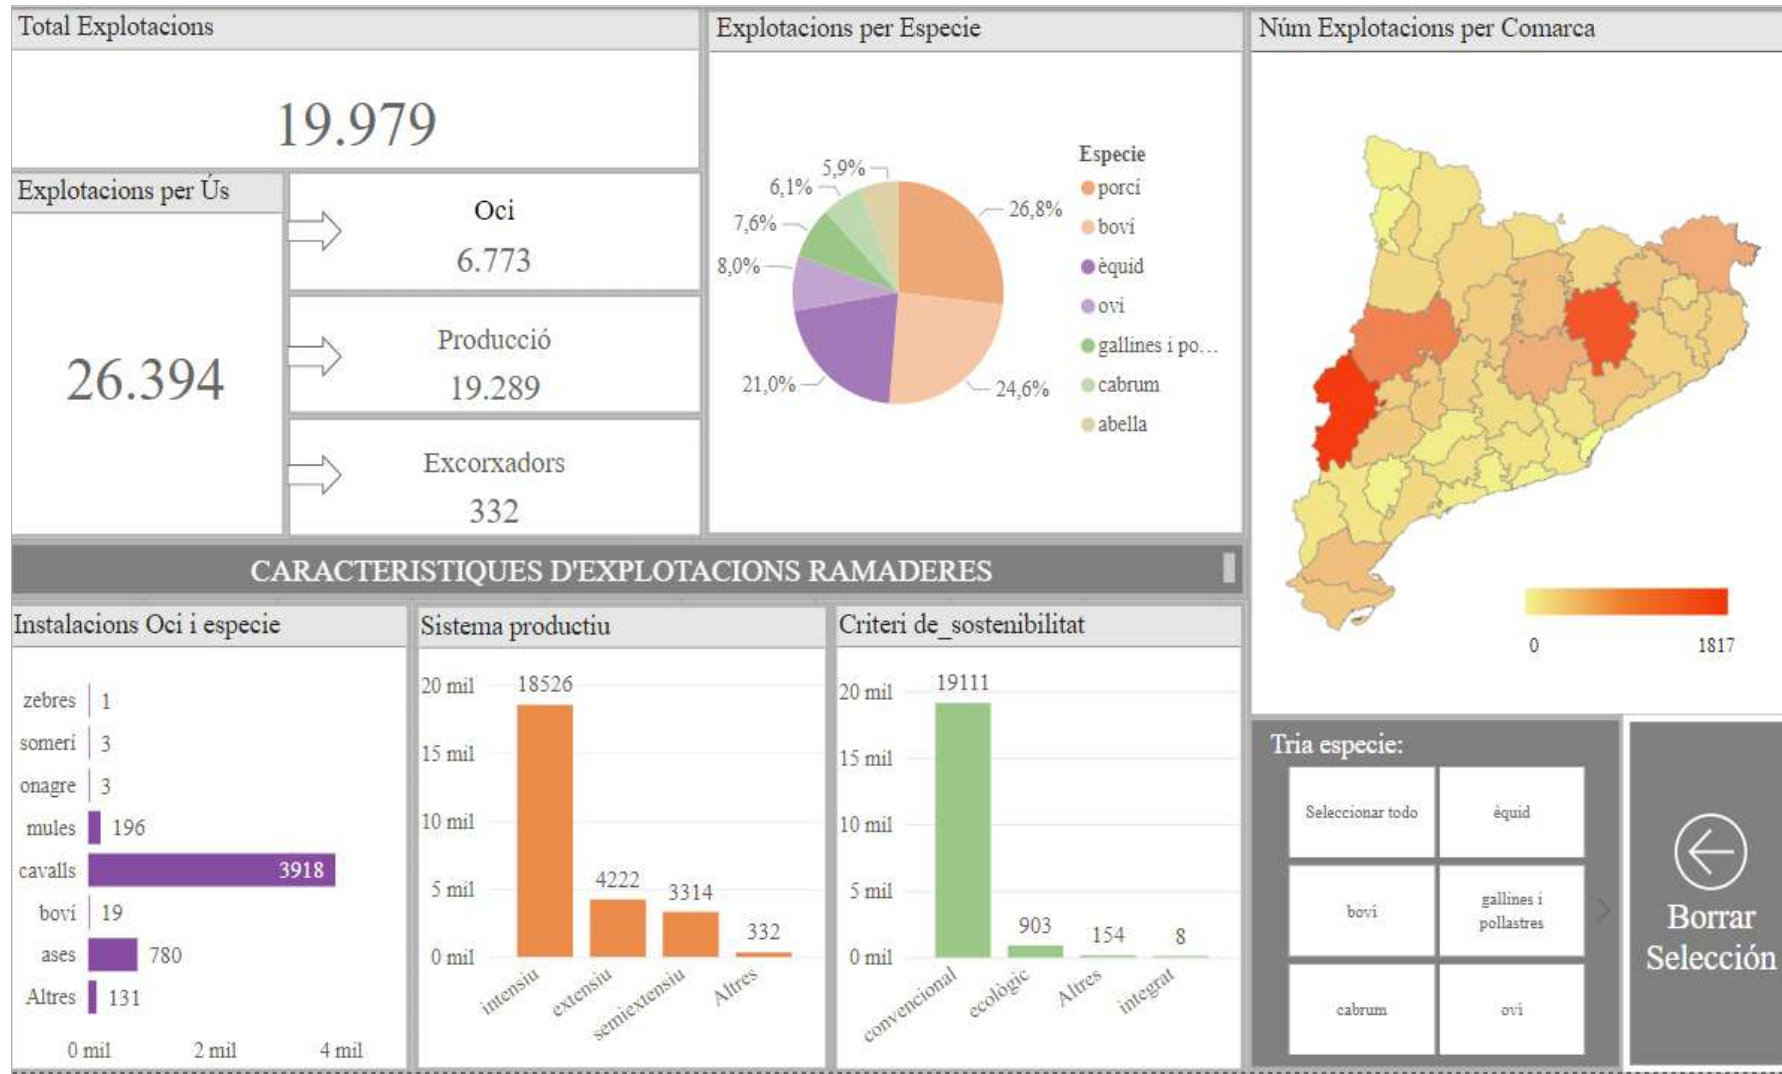 Total Explotacions
19.979
Explotacions per Ús
26.394
Oci
6.773
Producció
19.289
Excorxadors
332
Explotacions per Especie
5,9%
6,1%
7,6%
8,0%
21,0%
26,8%
24,6%
Especie
porcí
boví
èquid
ovi
gallines i po...
cabrum
abella
Núm Explotacions per Comarca
0
1817
CARACTERISTIQUES D'EXPLOTACIONS RAMADERES
Instalacions Oci i especie
zebres 1
somerí 3
onagre 3
mules 196
cavalls 3918
boví 19
ases 780
Altres 131
0 mil 2 mil 4 mil
Sistema productiu
20 mil
15 mil
10 mil
5 mil
0 mil
18526
4222
3314
332
intensiu
extensiu
semiextensiu
Altres
Criteri de_sostenibilitat
20 mil
15 mil
10 mil
5 mil
0 mil
19111
903
154
8
convencional
ecològic
Altres
integrat
Tria especie:
Seleccionar todo
èquid
boví
gallines i
pollastres
cabrum
ovi
Borrar
Selección